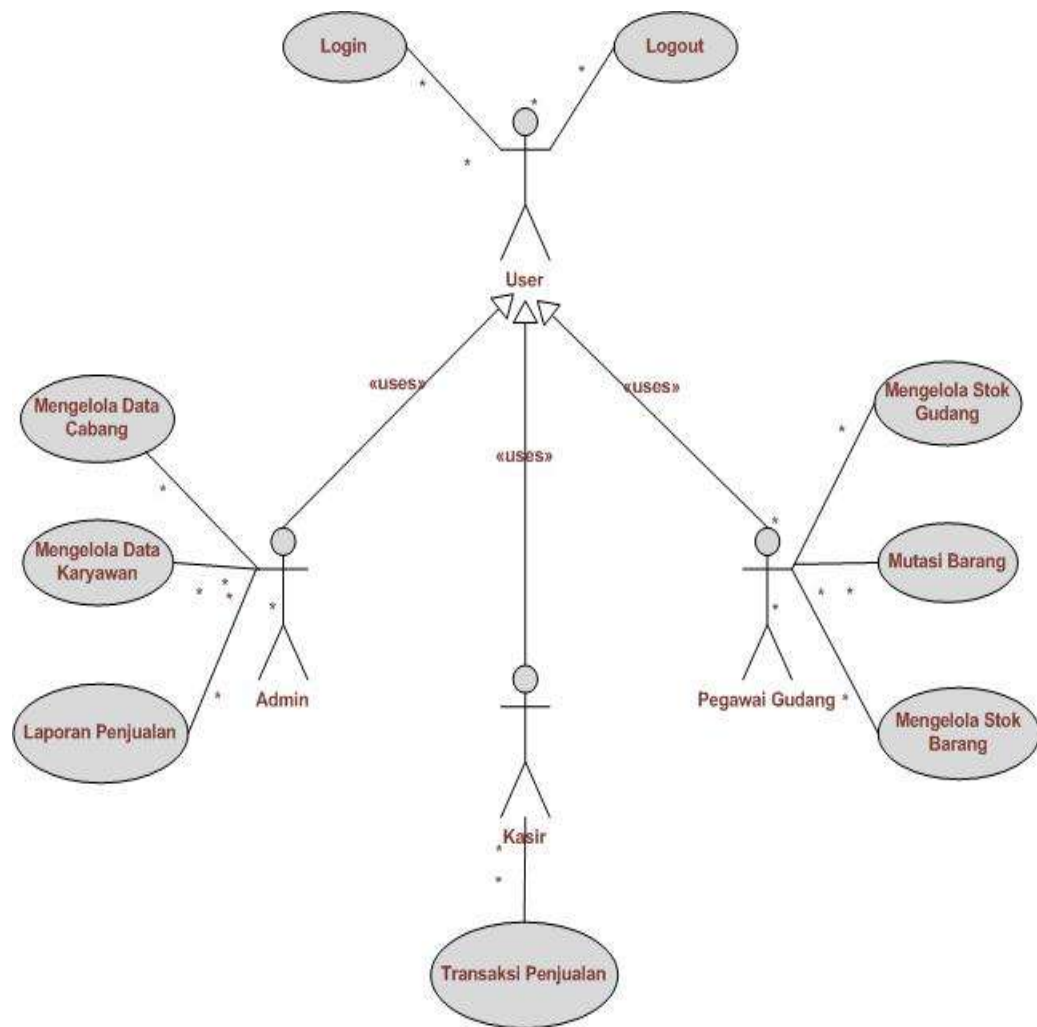 Login
Logout
*
*
*
*
User
«uses»
«uses»
«uses»
Mengelola Data
Cabang
*
Mengelola Data
Karyawan
*
*
*
*
Laporan Penjualan
*
Admin
Mengelola Stok
Gudang
*
*
Mutasi Barang
*
*
*
Pegawai Gudang
*
Mengelola Stok
Barang
Kasir
*
*
Transaksi Penjualan